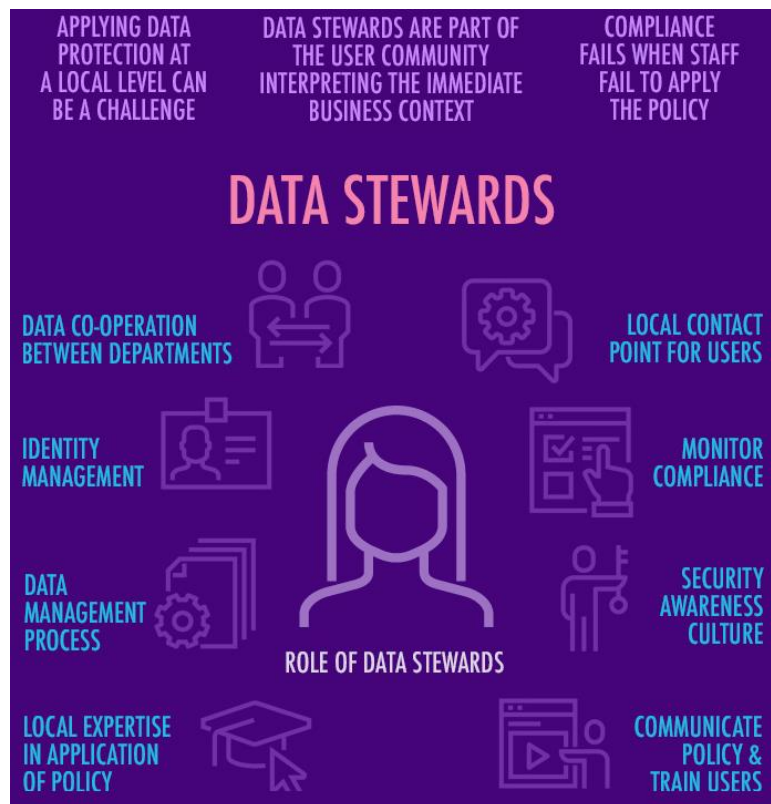 APPLYING DATA
PROTECTION AT
A LOCAL LEVEL CAN
BE A CHALLENGE
DATA STEWARDS ARE PART OF
THE USER COMMUNITY
INTERPRETING THE IMMEDIATE
BUSINESS CONTEXT
COMPLIANCE
FAILS WHEN STAFF
FAIL TO APPLY
THE POLICY
DATA STEWARDS
DATA CO-OPERATION
BETWEEN DEPARTMENTS
LOCAL CONTACT
POINT FOR USERS
IDENTITY
MANAGEMENT
MONITOR
COMPLIANCE
DATA
MANAGEMENT
PROCESS
SECURITY
AWARENESS
CULTURE
ROLE OF DATA STEWARDS
LOCAL EXPERTISE
IN APPLICATION
OF POLICY
COMMUNICATE
POLICY &
TRAIN USERS